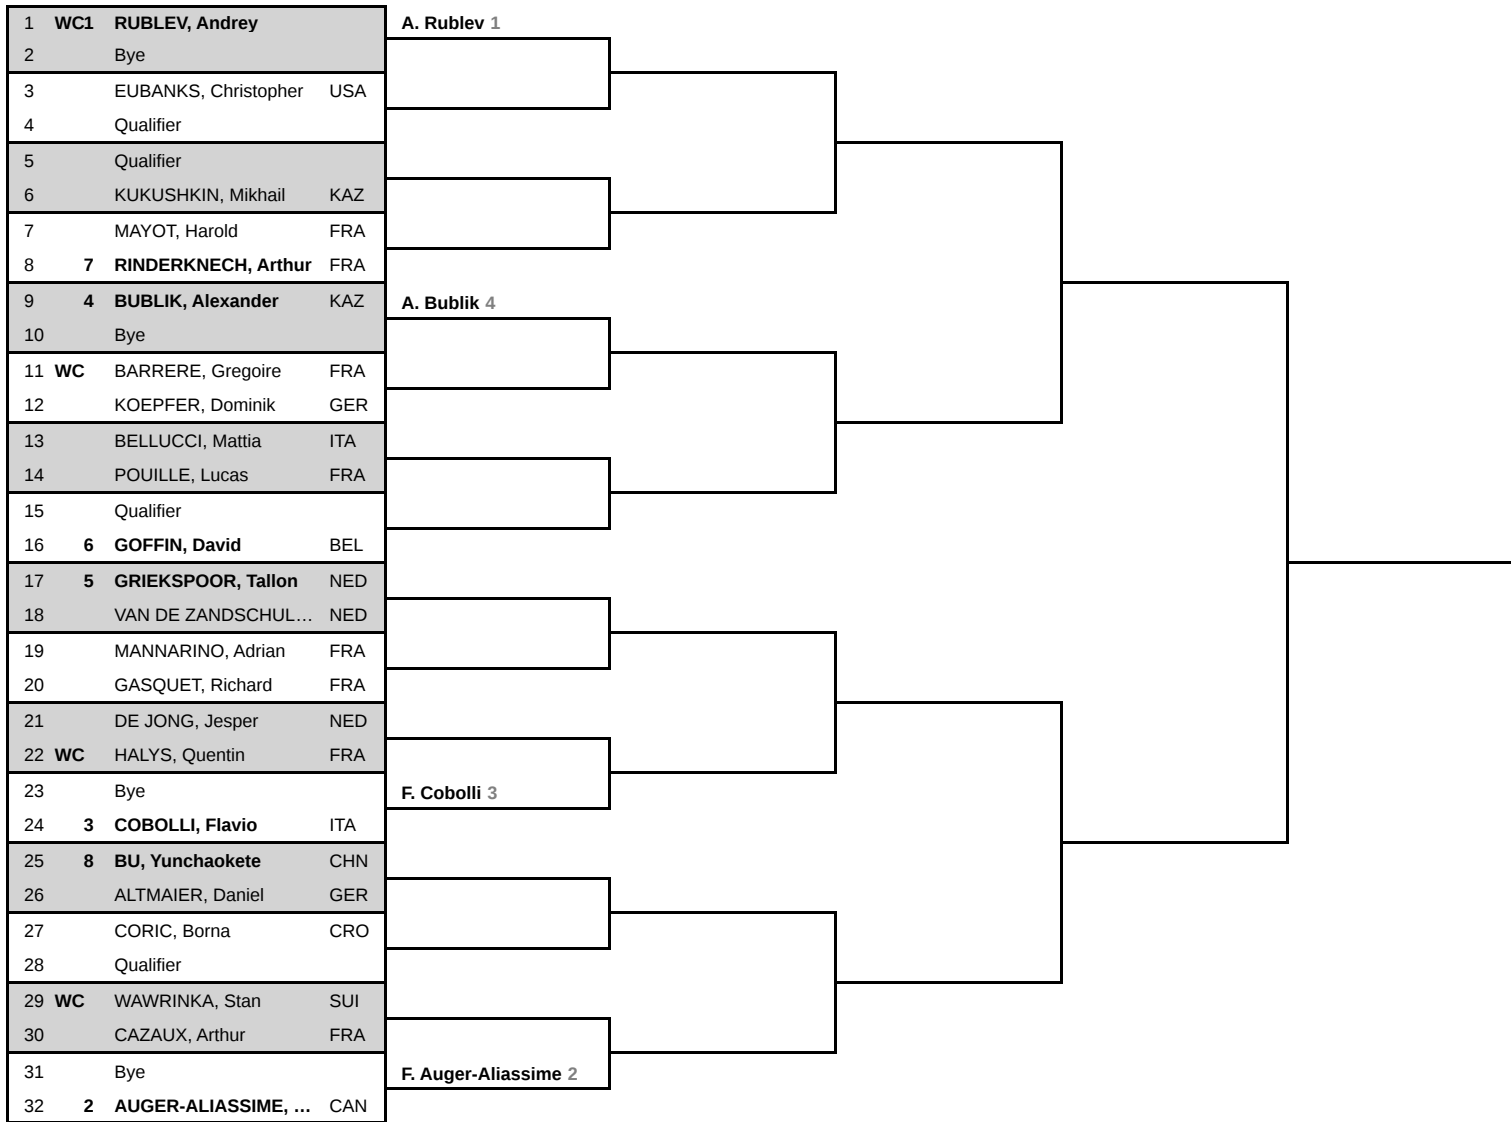 1 WC1 RUBLEV, Andrey A. Rublev 1
2 Bye
3 EUBANKS, Christopher USA
4 Qualifier
5 Qualifier
6 KUKUSHKIN, Mikhail KAZ
7 MAYOT, Harold FRA
8 7 RINDERKNECH, Arthur FRA
9 4 BUBLIK, Alexander KAZ A. Bublik 4
10 Bye
11 WC BARRERE, Gregoire FRA
12 KOEPFER, Dominik GER
13 BELLUCCI, Mattia ITA
14 POUILLE, Lucas FRA
15 Qualifier
16 6 GOFFIN, David BEL
17 5 GRIEKSPOOR, Tallon NED
18 VAN DE ZANDSCHUL... NED
19 MANNARINO, Adrian FRA
20 GASQUET, Richard FRA
21 DE JONG, Jesper NED
22 WC HALYS, Quentin FRA
23 Bye F. Cobolli 3
24 3 COBOLLI, Flavio ITA
25 8 BU, Yunchaokete CHN
26 ALTMAIER, Daniel GER
27 CORIC, Borna CRO
28 Qualifier
29 WC WAWRINKA, Stan SUI
30 CAZAUX, Arthur FRA
31 Bye F. Auger-Aliassime 2
32 2 AUGER-ALIASSIME, ... CAN